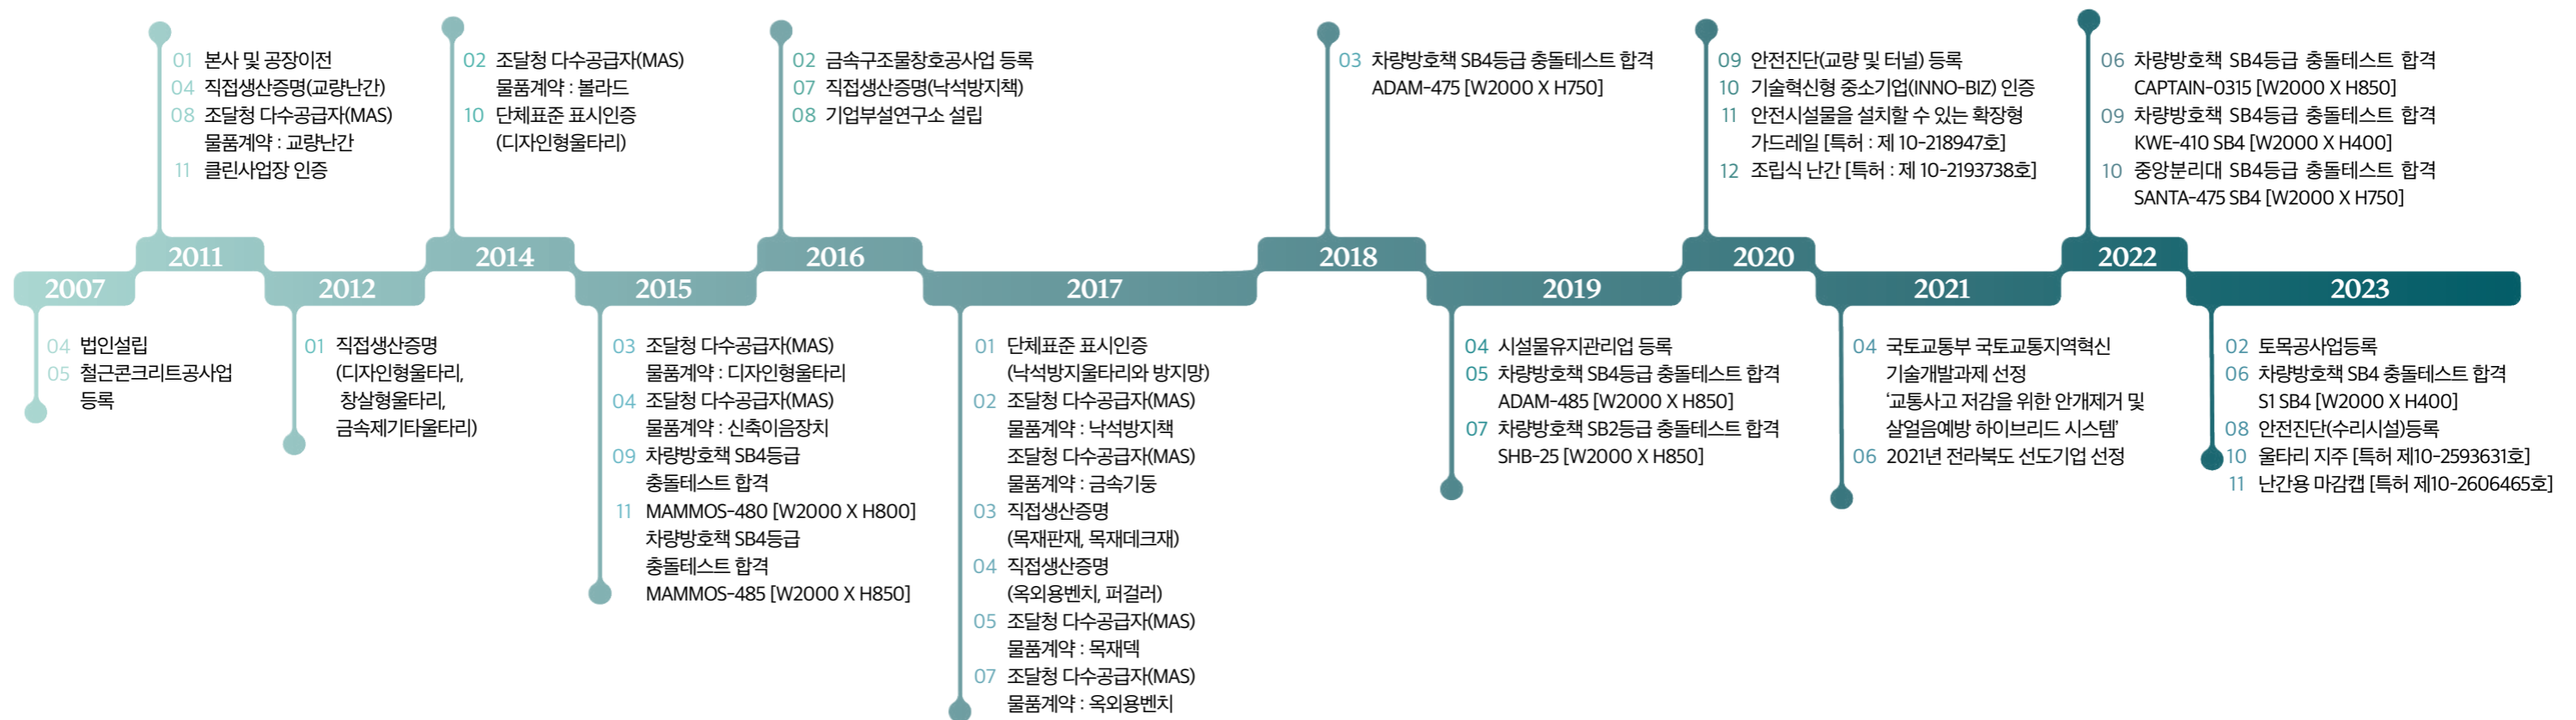 2007
04 법인설립
05 철근콘크리트공사업
등록
2011
01 본사 및 공장이전
04 직접생산증명(교량난간)
08 조달청 다수공급자(MAS)
물품계약 : 교량난간
11 클린사업장 인증
2012
01 직접생산증명
(디자인형울타리,
창살형울타리,
금속제기타울타리)
2014
02 조달청 다수공급자(MAS)
물품계약 : 볼라드
10 단체표준 표시인증
(디자인형울타리)
2015
03 조달청 다수공급자(MAS)
물품계약 : 디자인형울타리
04 조달청 다수공급자(MAS)
물품계약 : 신축이음장치
09 차량방호책 SB4등급
충돌테스트 합격
11 MAMMOS-480 [W2000 X H800]
차량방호책 SB4등급
충돌테스트 합격
MAMMOS-485 [W2000 X H850]
2016
02 금속구조물창호공사업 등록
07 직접생산증명(낙석방지책)
08 기업부설연구소 설립
2017
01 단체표준 표시인증
(낙석방지울타리와 방지망)
02 조달청 다수공급자(MAS)
물품계약 : 낙석방지책
조달청 다수공급자(MAS)
물품계약 : 금속기둥
03 직접생산증명
(목재판재, 목재데크재)
04 직접생산증명
(옥외용벤치, 퍼걸러)
05 조달청 다수공급자(MAS)
물품계약 : 목재덱
07 조달청 다수공급자(MAS)
물품계약 : 옥외용벤치
2018
03 차량방호책 SB4등급 충돌테스트 합격
ADAM-475 [W2000 X H750]
2019
04 시설물유지관리업 등록
05 차량방호책 SB4등급 충돌테스트 합격
ADAM-485 [W2000 X H850]
07 차량방호책 SB2등급 충돌테스트 합격
SHB-25 [W2000 X H850]
2020
09 안전진단(교량 및 터널) 등록
10 기술혁신형 중소기업(INNO-BIZ) 인증
11 안전시설물을 설치할 수 있는 확장형
가드레일 [특허 : 제 10-218947호]
12 조립식 난간 [특허 : 제 10-2193738호]
2021
04 국토교통부 국토교통지역혁신
기술개발과제 선정
‘교통사고 저감을 위한 안개제거 및
살얼음예방 하이브리드 시스템’
06 2021년 전라북도 선도기업 선정
2022
06 차량방호책 SB4등급 충돌테스트 합격
CAPTAIN-0315 [W2000 X H850]
09 차량방호책 SB4등급 충돌테스트 합격
KWE-410 SB4 [W2000 X H400]
10 중앙분리대 SB4등급 충돌테스트 합격
SANTA-475 SB4 [W2000 X H750]
2023
02 토목공사업등록
06 차량방호책 SB4 충돌테스트 합격
S1 SB4 [W2000 X H400]
08 안전진단(수리시설)등록
10 울타리 지주 [특허 제10-2593631호]
11 난간용 마감캡 [특허 제10-2606465호]